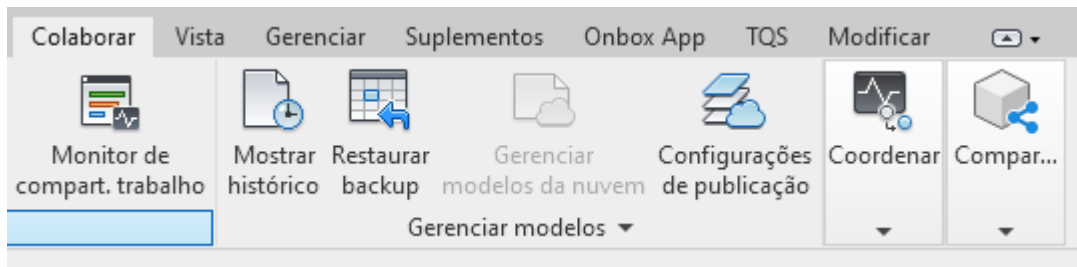 Colaborar Vista Gerenciar Suplementos Onbox App TQS Modificar
Monitor de
compart. trabalho
Mostrar
histórico
Restaurar
backup
Gerenciar
modelos da nuvem
Configurações
de publicação
Coordenar
Compar...
Gerenciar modelos